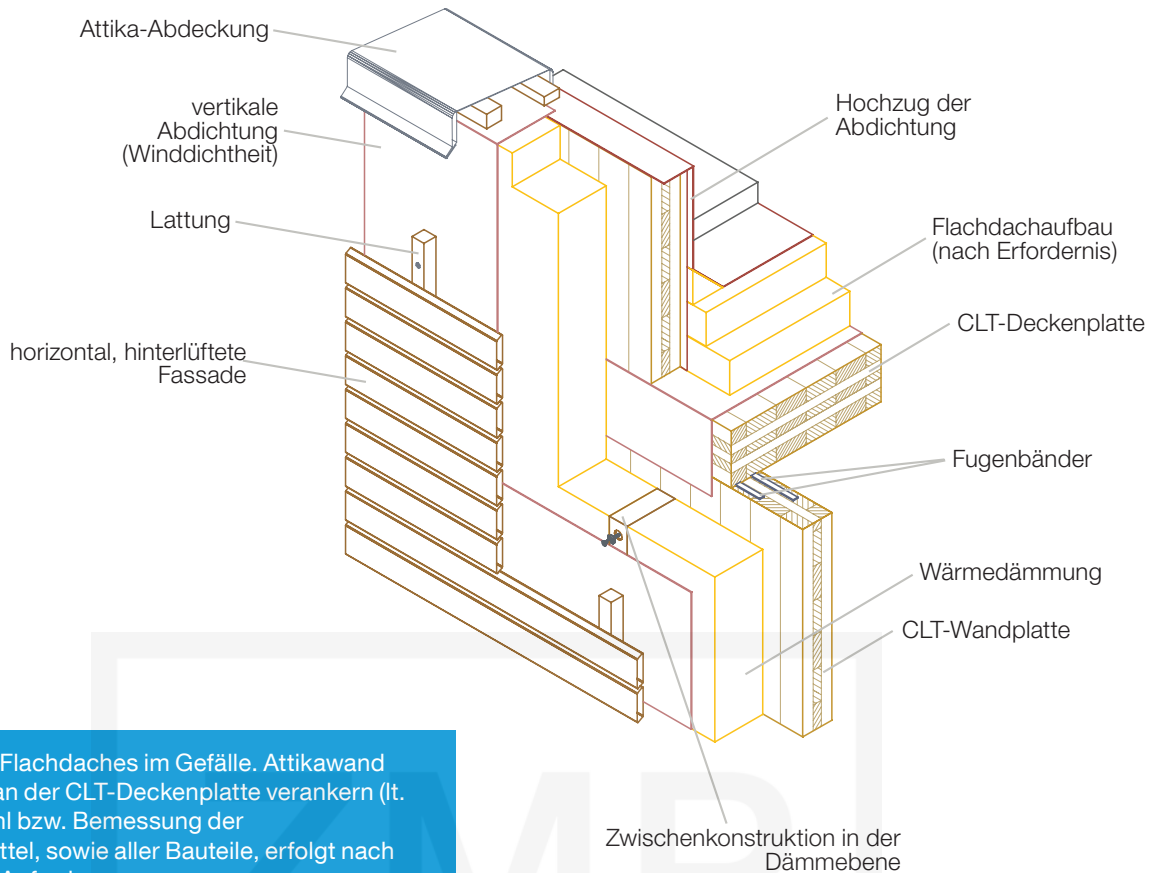 Attika-Abdeckung
vertikale
Abdichtung
(Winddichtheit)
Lattung
horizontal, hinterlüftete
Fassade
Hochzug der
Abdichtung
Flachdachaufbau
(nach Erfordernis)
CLT-Deckenplatte
Fugenbänder
Wärmedämmung
CLT-Wandplatte
Zwischenkonstruktion in der
Dämmebene
Flachdaches im Gefälle. Attikawand
an der CLT-Deckenplatte verankern (lt.
bzw. Bemessung der
sowie aller Bauteile, erfolgt nach